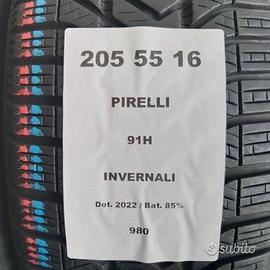 205 55 16
PIRELLI
91H
INVERNALI
Dot. 2022 / Bat. 85%
980
subito